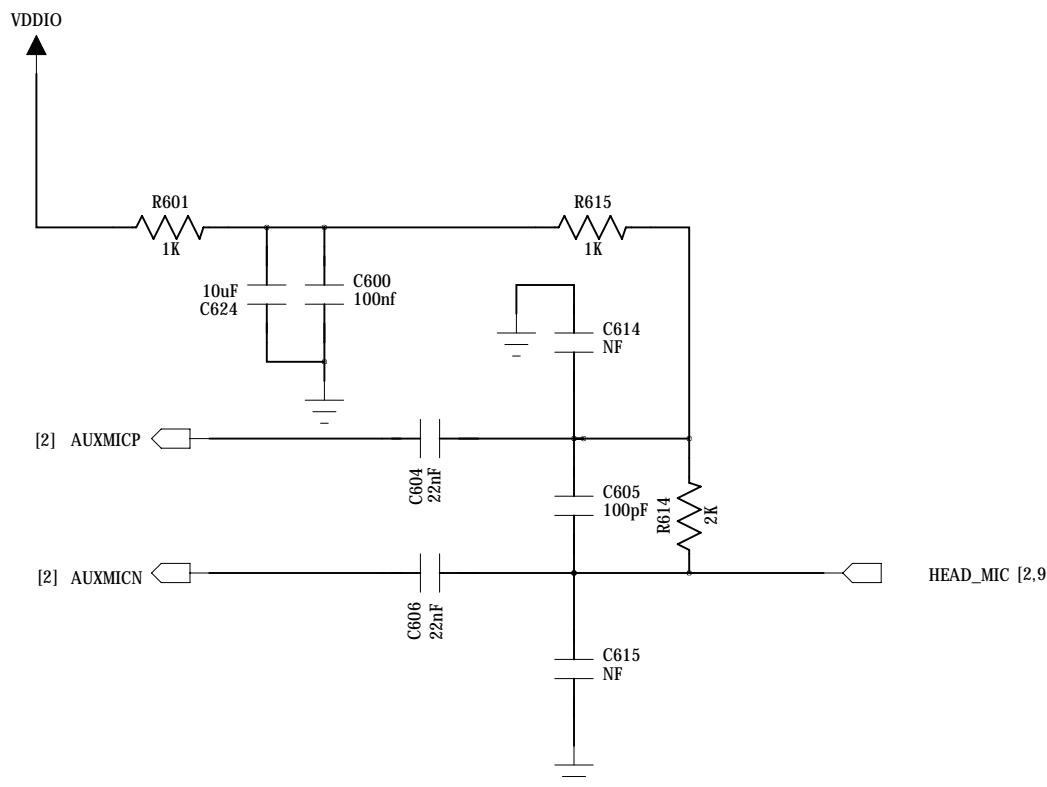 VDDIO
R601
1K
R615
1K
10uF
C624
C600
100nf
C614
NF
[2] AUXMICP
C604
22nF
C605
100pF
R614
2K
[2] AUXMICN
C606
22nF
HEAD_MIC [2,9
C615
NF